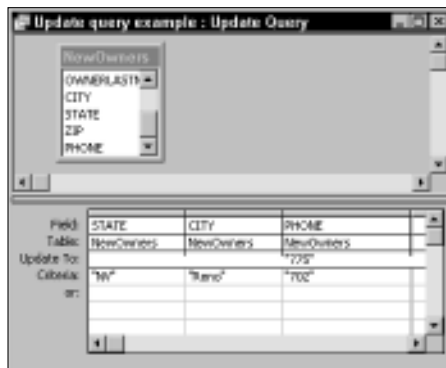 Update query example : Update Query
NewOwners
OWNERLASTN
CITY
STATE
ZIP
PHONE
Field: STATE CITY PHONE
Table: NewOwners NewOwners NewOwners
Update To: "775"
Criteria: "NV" "Reno" "702"
or: